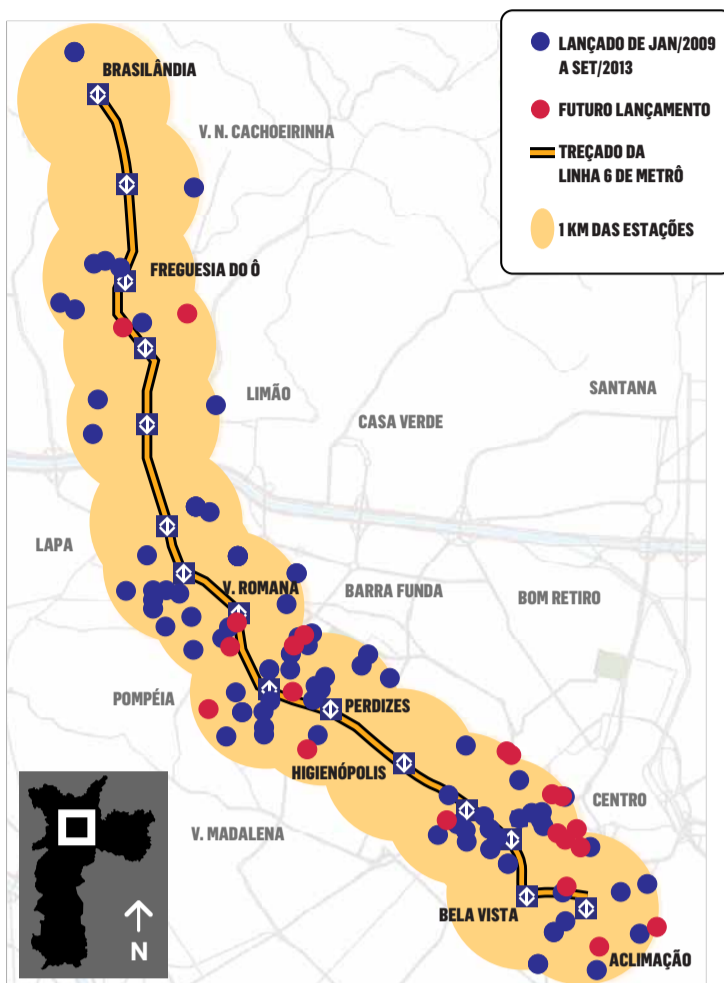 LANÇADO DE JAN/2009
A SET/2013
FUTURO LANÇAMENTO
TREÇADO DA
LINHA 6 DE METRÔ
1 KM DAS ESTAÇÕES
BRASILÂNDIA
V. N. CACHOEIRINHA
FREGUESIA DO Ô
LIMÃO
SANTANA
CASA VERDE
LAPA
V. ROMANA
BARRA FUNDA
BOM RETIRO
POMPÉIA
PERDIZES
HIGIENÓPOLIS
CENTRO
V. MADALENA
BELA VISTA
ACLIMAÇÃO
N